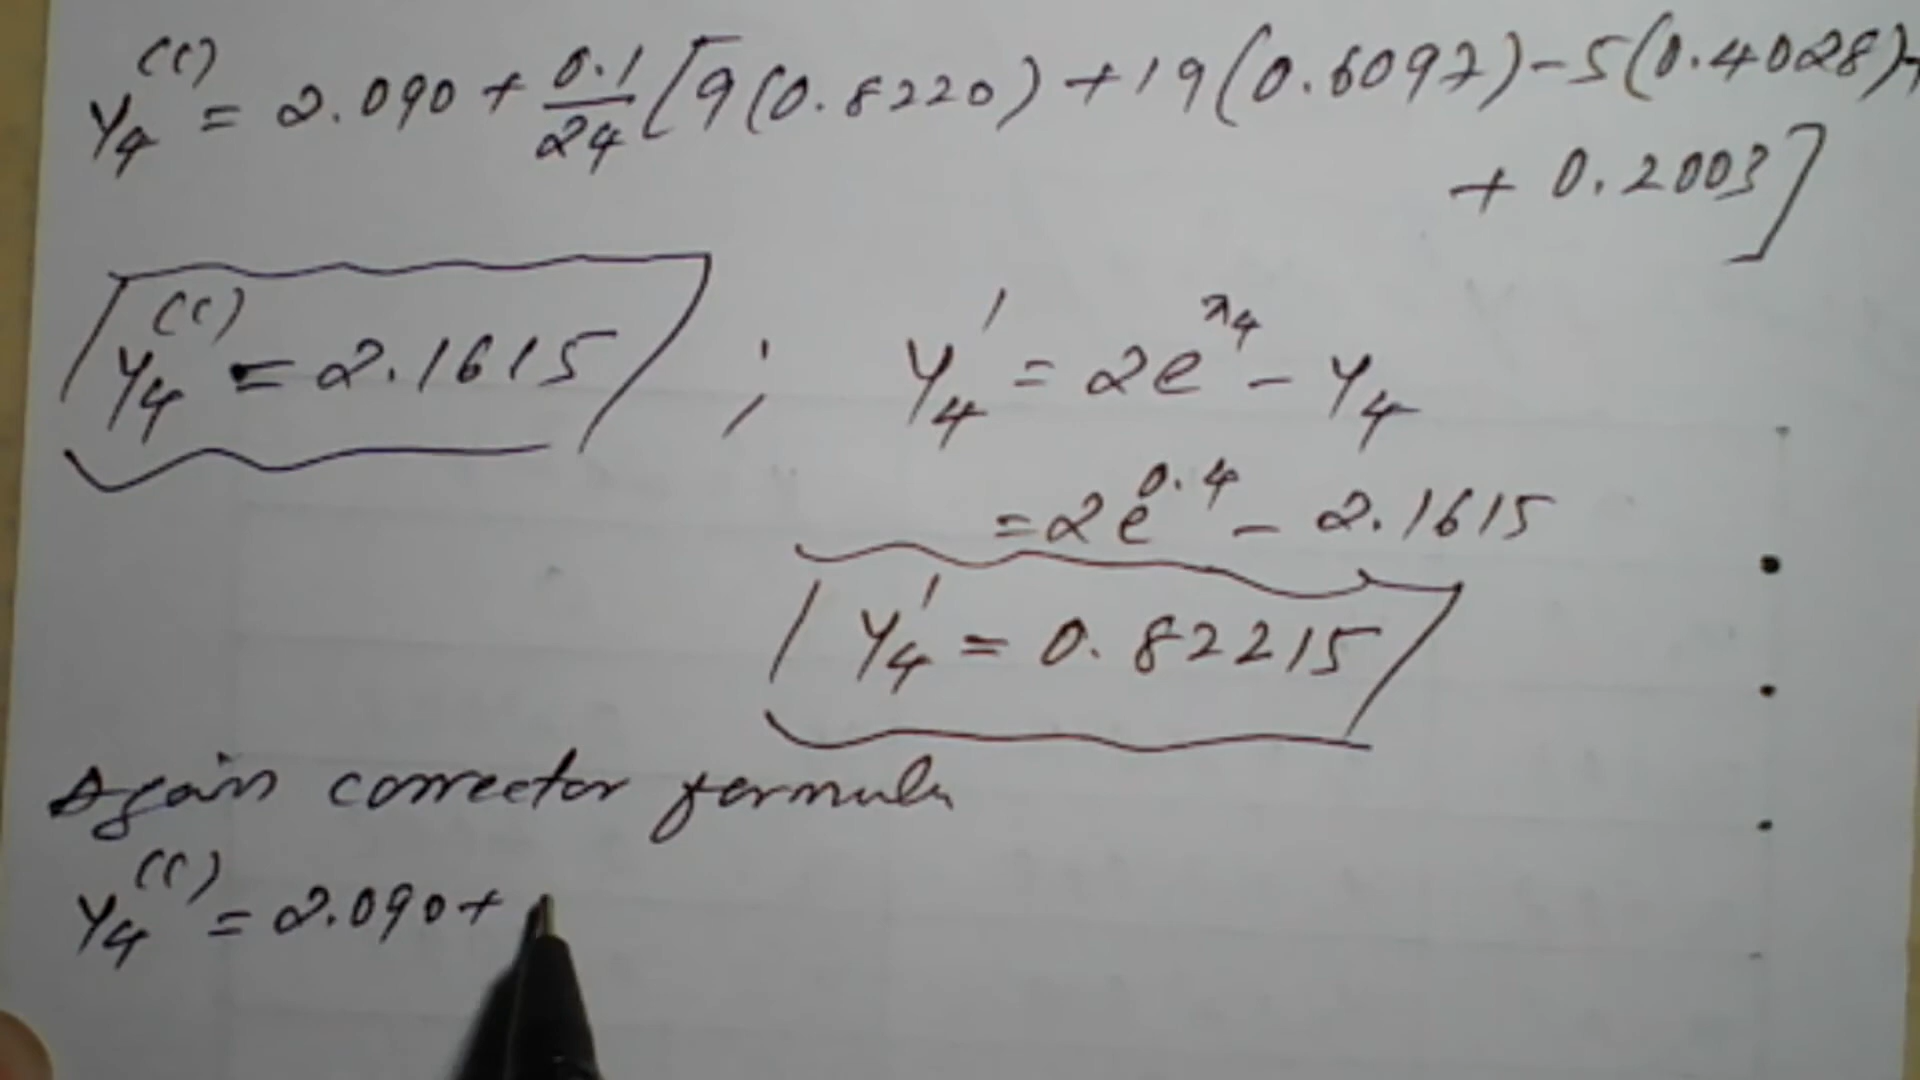 y₄⁽ᶜ⁾ = 2.090 + 0.1/24 [9(0.8220) + 19(0.6097) - 5(0.4028) +
+ 0.2003]
y₄⁽ᶜ⁾ = 2.1615 ; y₄' = 2e^x₄ - y₄
= 2e^0.4 - 2.1615
y₄' = 0.82215
Again corrector formula
y₄⁽ᶜ⁾ = 2.090 +